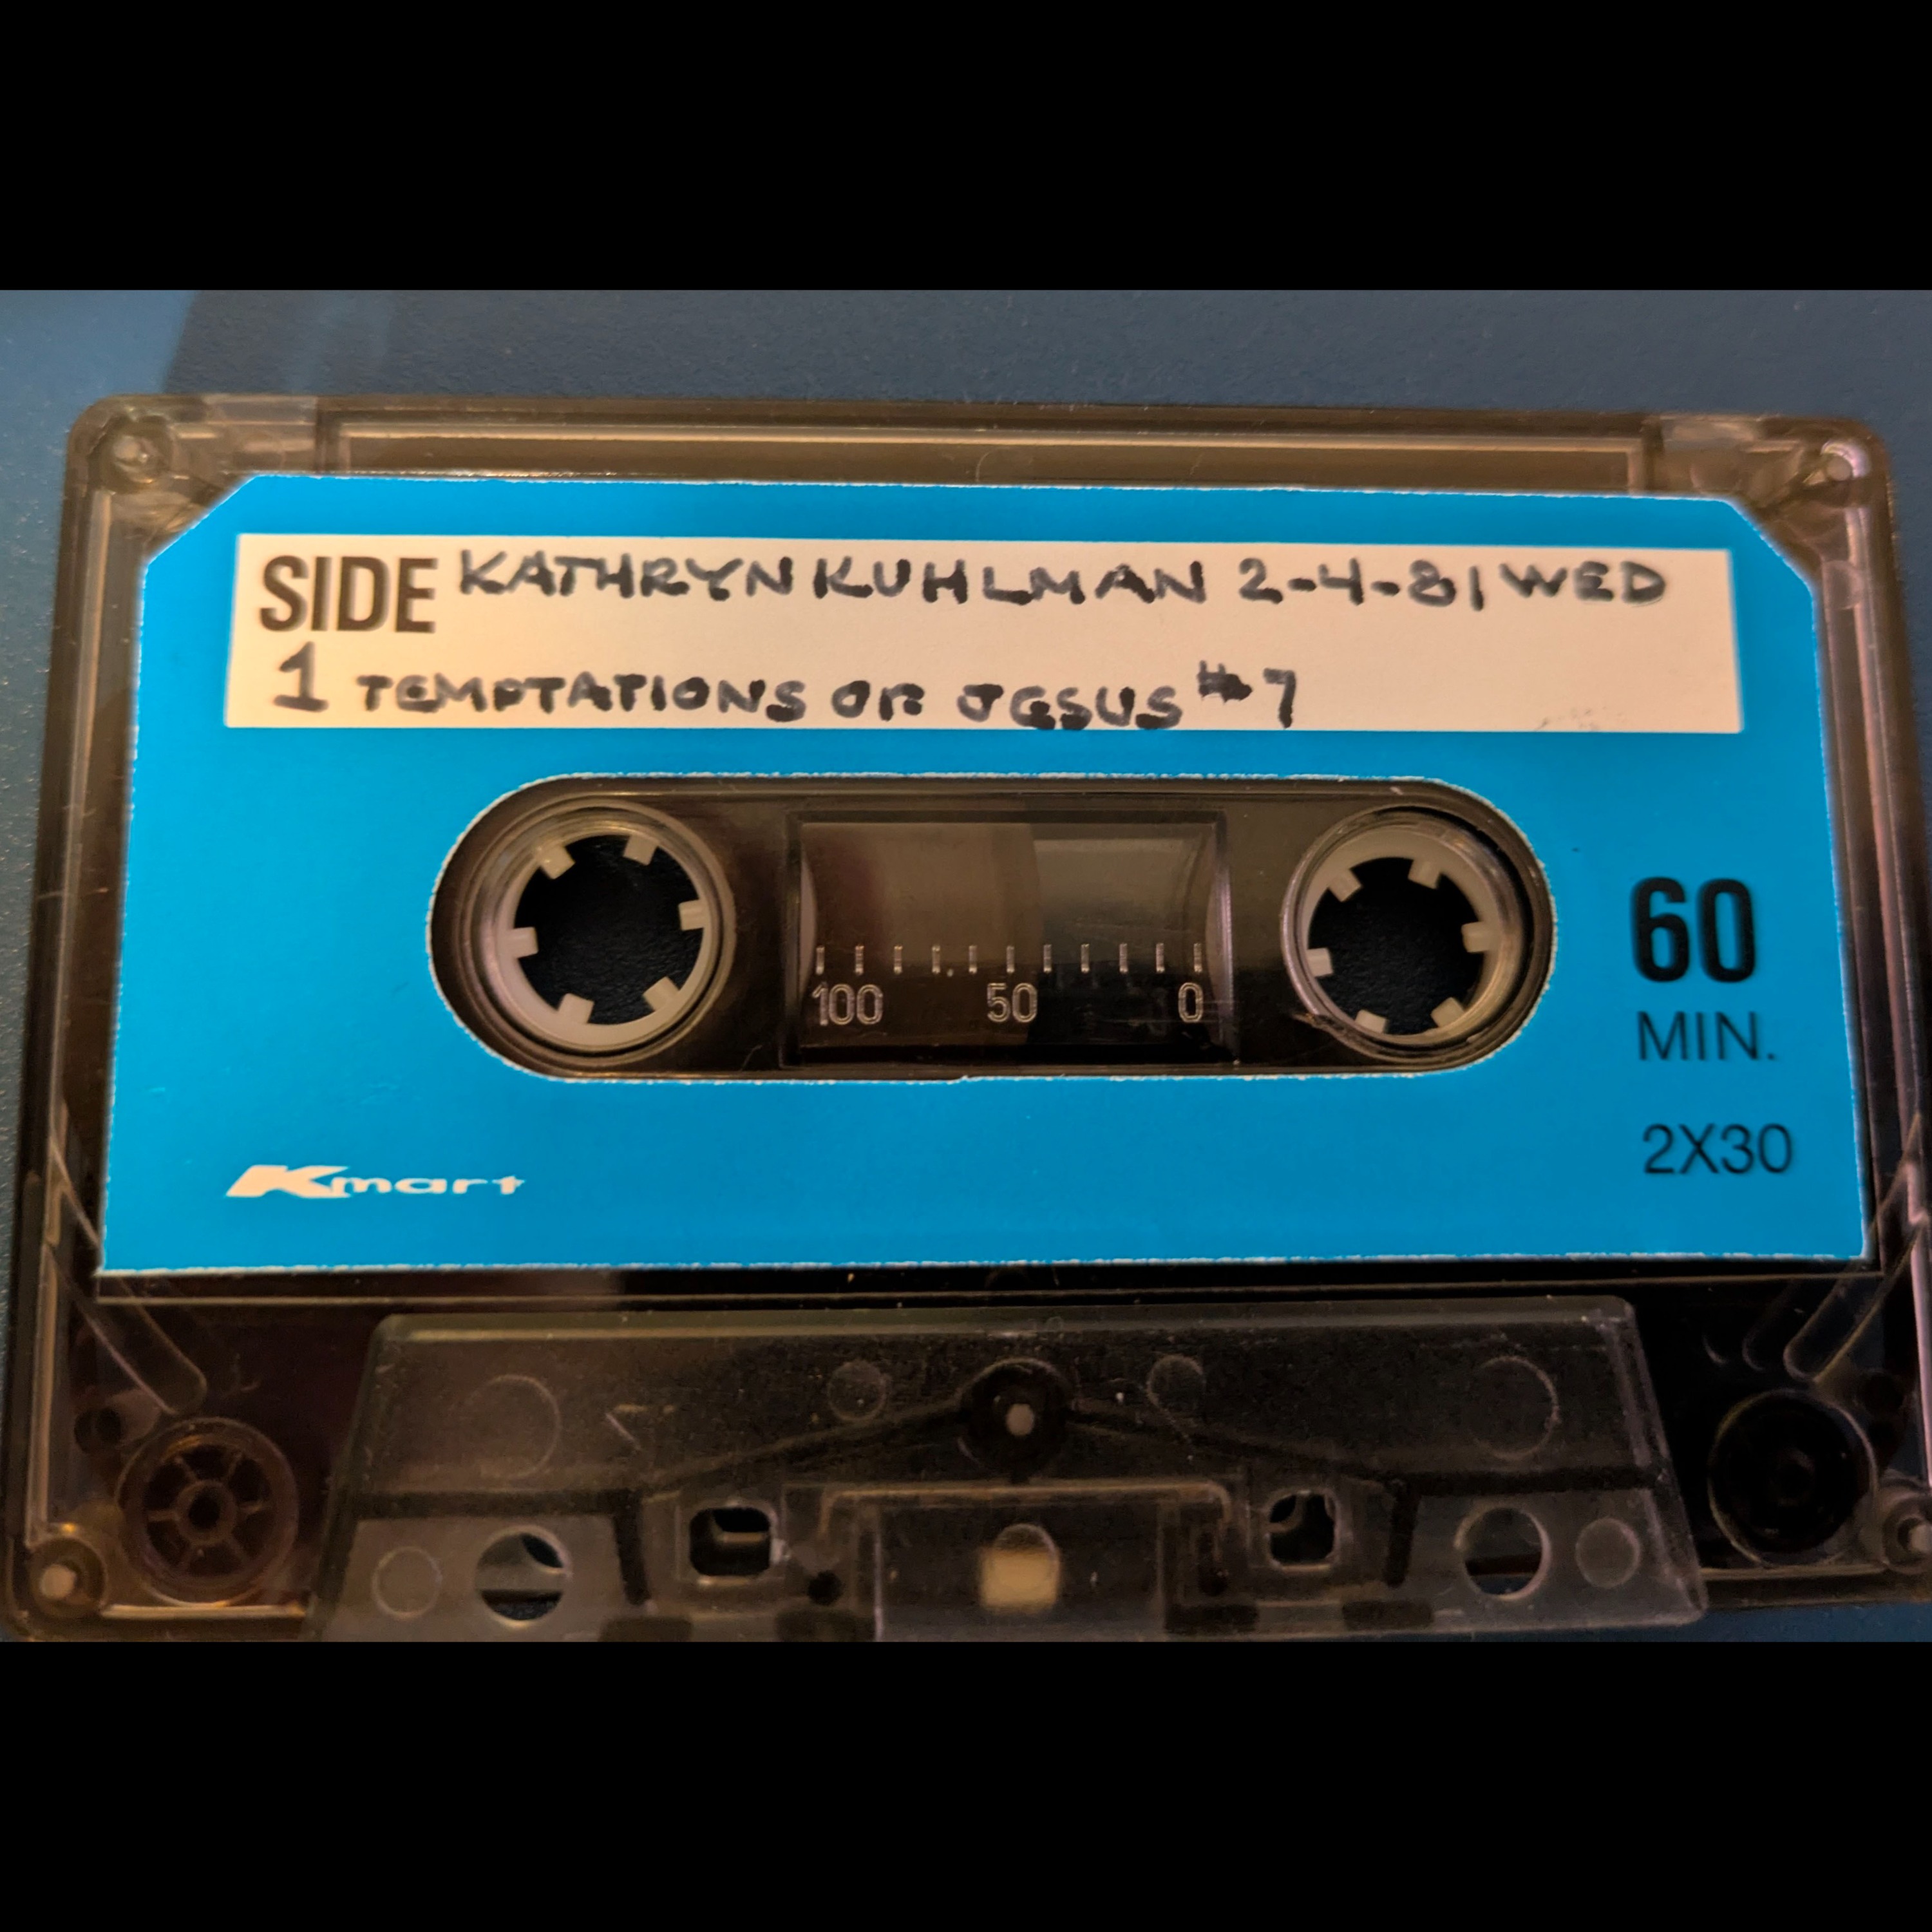 SIDE KATHRYN KUHLMAN 2-4-81 WED
1 TEMPTATIONS OF JESUS #7
100 50 0
60
MIN.
2X30
Kmart